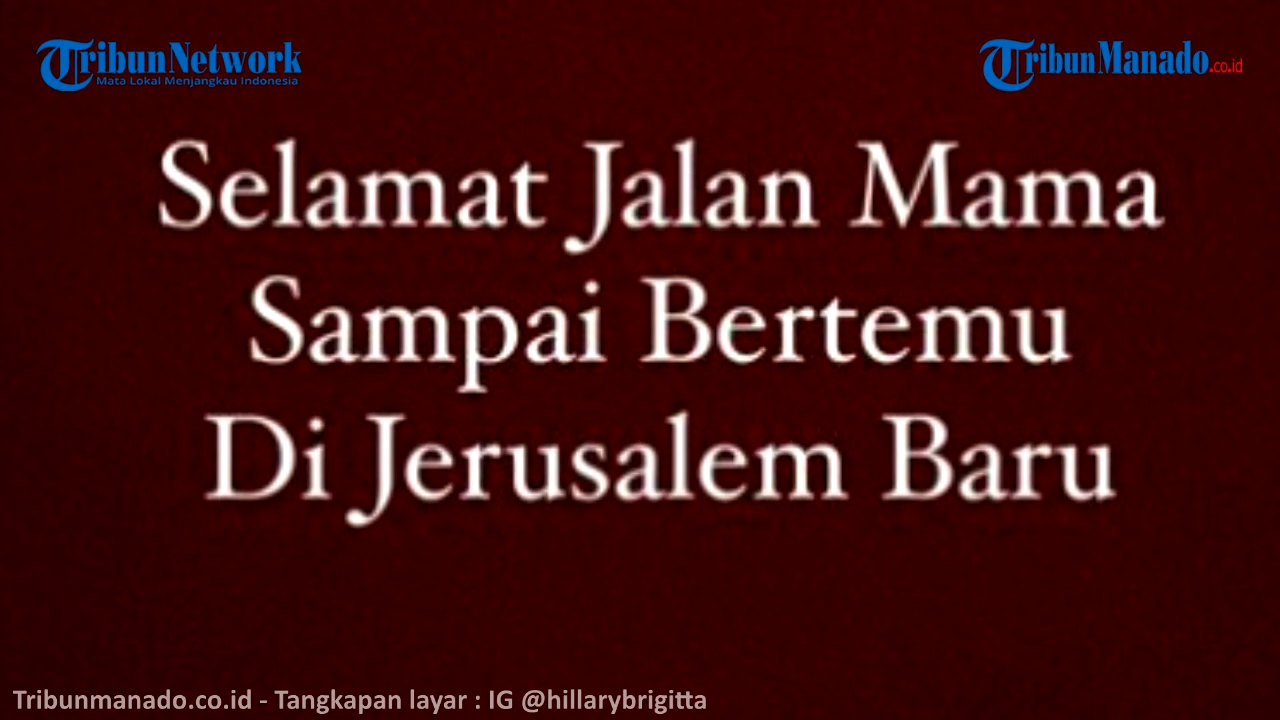 TribunNetwork
Mata Lokal Menjangkau Indonesia
TribunManado.co.id
Selamat Jalan Mama
Sampai Bertemu
Di Jerusalem Baru
Tribunmanado.co.id - Tangkapan layar : IG @hillarybrigitta